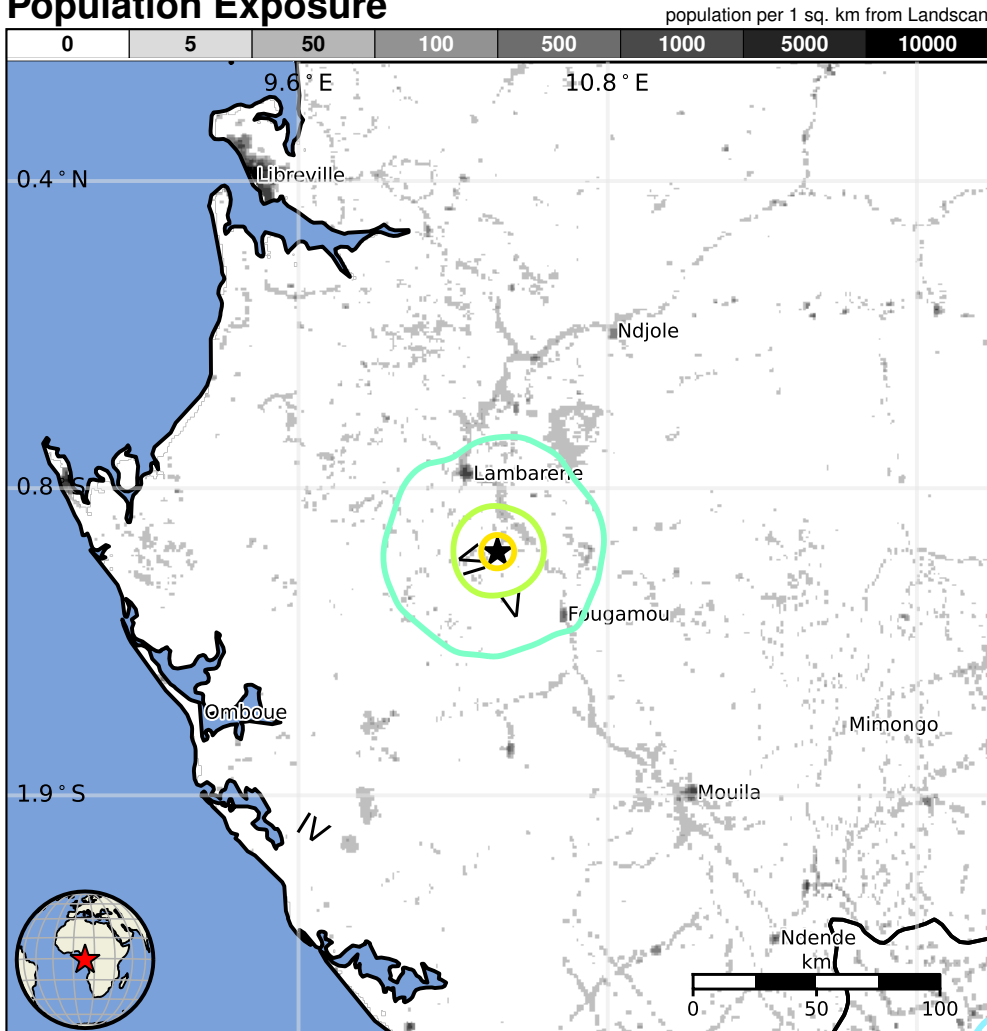 Population Exposure
population per 1 sq. km from Landscan
0 5 50 100 500 1000 5000 10000
9.6°E 10.8°E
Libreville
0.4°N
Ndjole
Lambarene
0.8°S
VI
V
Fougamou
Omboue
Mimongo
Mouila
1.9°S
IV
Ndende
km
0 50 100